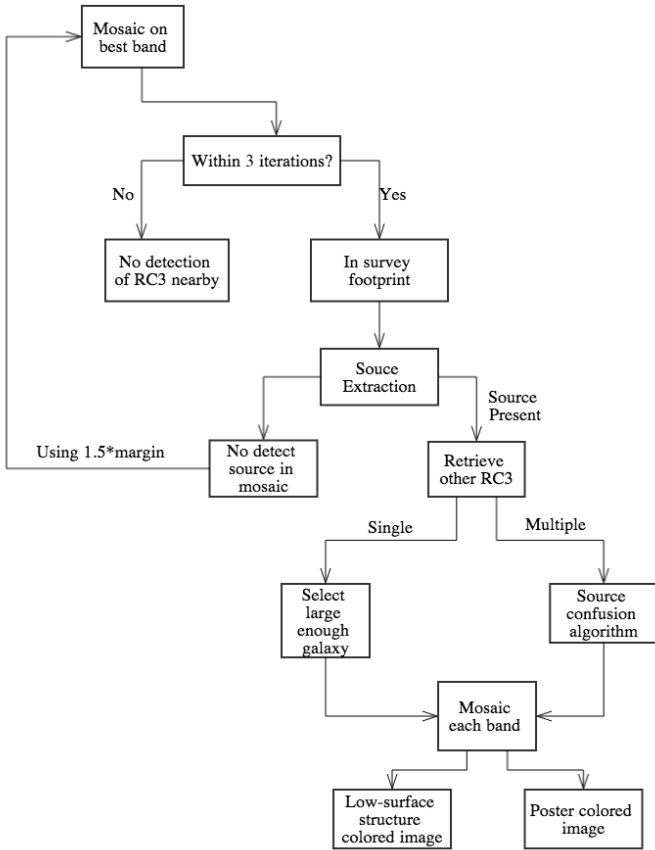 Mosaic on
best band
Within 3 iterations?
No
Yes
No detection
of RC3 nearby
In survey
footprint
Souce
Extraction
Source
Present
Using 1.5*margin
No detect
source in
mosaic
Retrieve
other RC3
Single
Multiple
Select
large
enough
galaxy
Source
confusion
algorithm
Mosaic
each band
Low-surface
structure
colored image
Poster colored
image